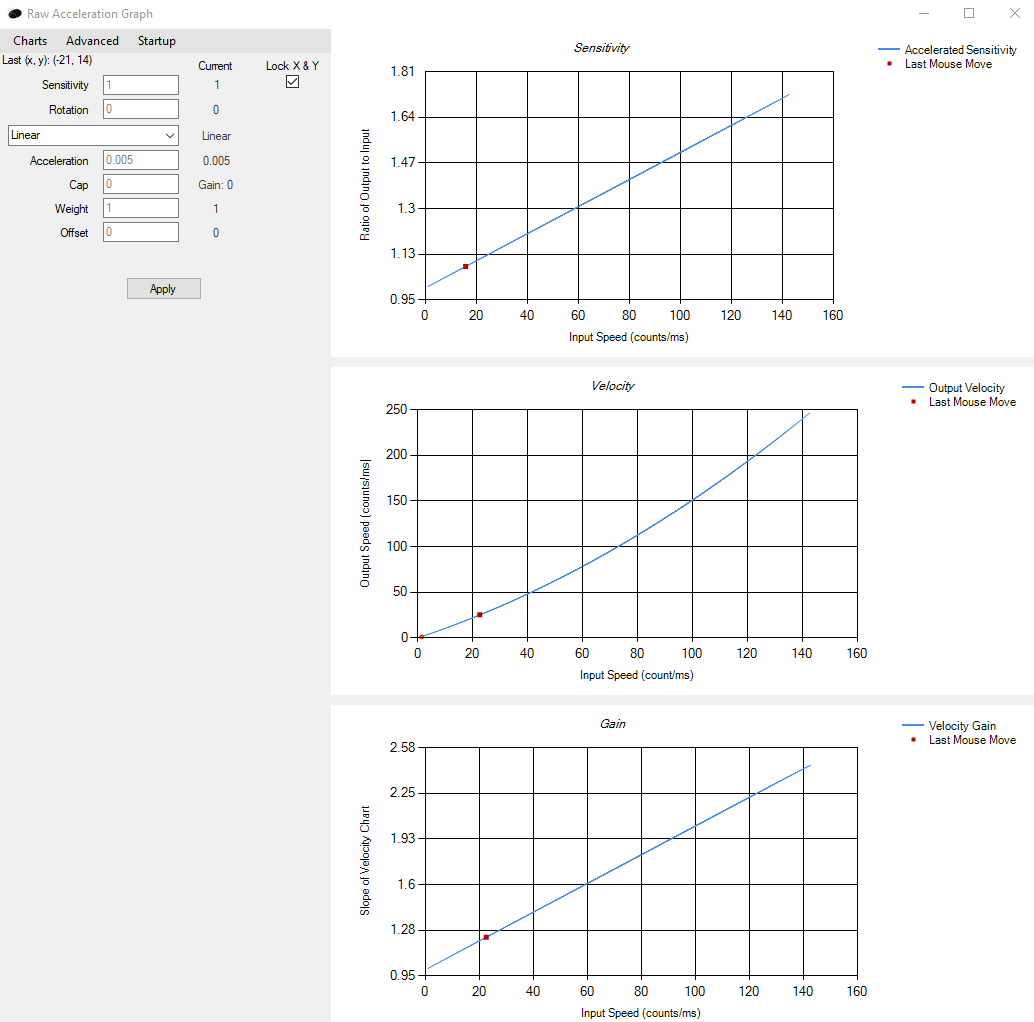 Raw Acceleration Graph
Charts Advanced Startup
Last (x, y): (-21, 14)
Current Lock X & Y
Sensitivity 1 1
Rotation 0 0
Linear Linear
Acceleration 0.005 0.005
Cap 0 Gain: 0
Weight 1 1
Offset 0 0
Apply
Sensitivity
Accelerated Sensitivity
Last Mouse Move
Ratio of Output to Input
1.81
1.64
1.47
1.3
1.13
0.95
0 20 40 60 80 100 120 140 160
Input Speed (counts/ms)
Velocity
Output Velocity
Last Mouse Move
Output Speed (counts/ms)
250
200
150
100
50
0
0 20 40 60 80 100 120 140 160
Input Speed (count/ms)
Gain
Velocity Gain
Last Mouse Move
Slope of Velocity Chart
2.58
2.25
1.93
1.6
1.28
0.95
0 20 40 60 80 100 120 140 160
Input Speed (counts/ms)